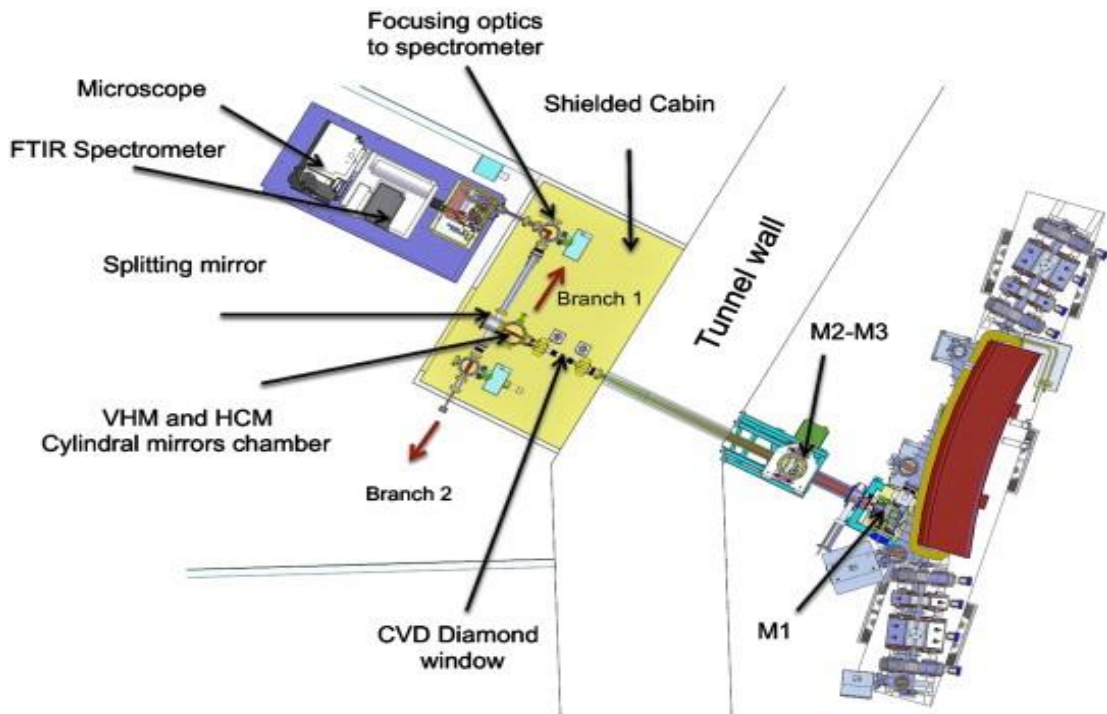 Focusing optics
to spectrometer
Microscope
Shielded Cabin
FTIR Spectrometer
Splitting mirror
Branch 1
Tunnel wall
M2-M3
VHM and HCM
Cylindral mirrors chamber
Branch 2
CVD Diamond
window
M1